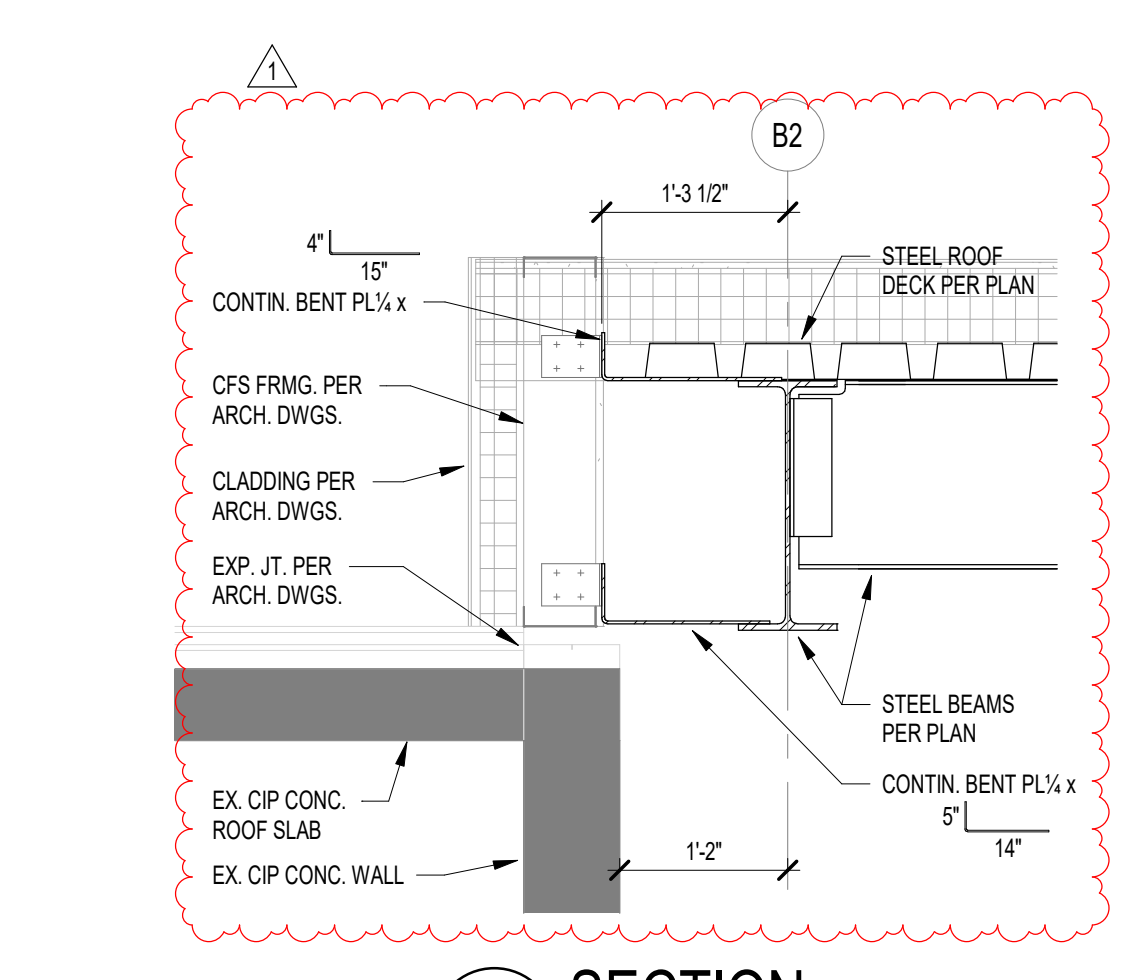 1
B2
1'-3 1/2"
4"
15"
CONTIN. BENT PL¼ x
STEEL ROOF
DECK PER PLAN
CFS FRMG. PER
ARCH. DWGS.
CLADDING PER
ARCH. DWGS.
EXP. JT. PER
ARCH. DWGS.
STEEL BEAMS
PER PLAN
CONTIN. BENT PL¼ x
5"
14"
EX. CIP CONC.
ROOF SLAB
EX. CIP CONC. WALL
1'-2"
SECTION